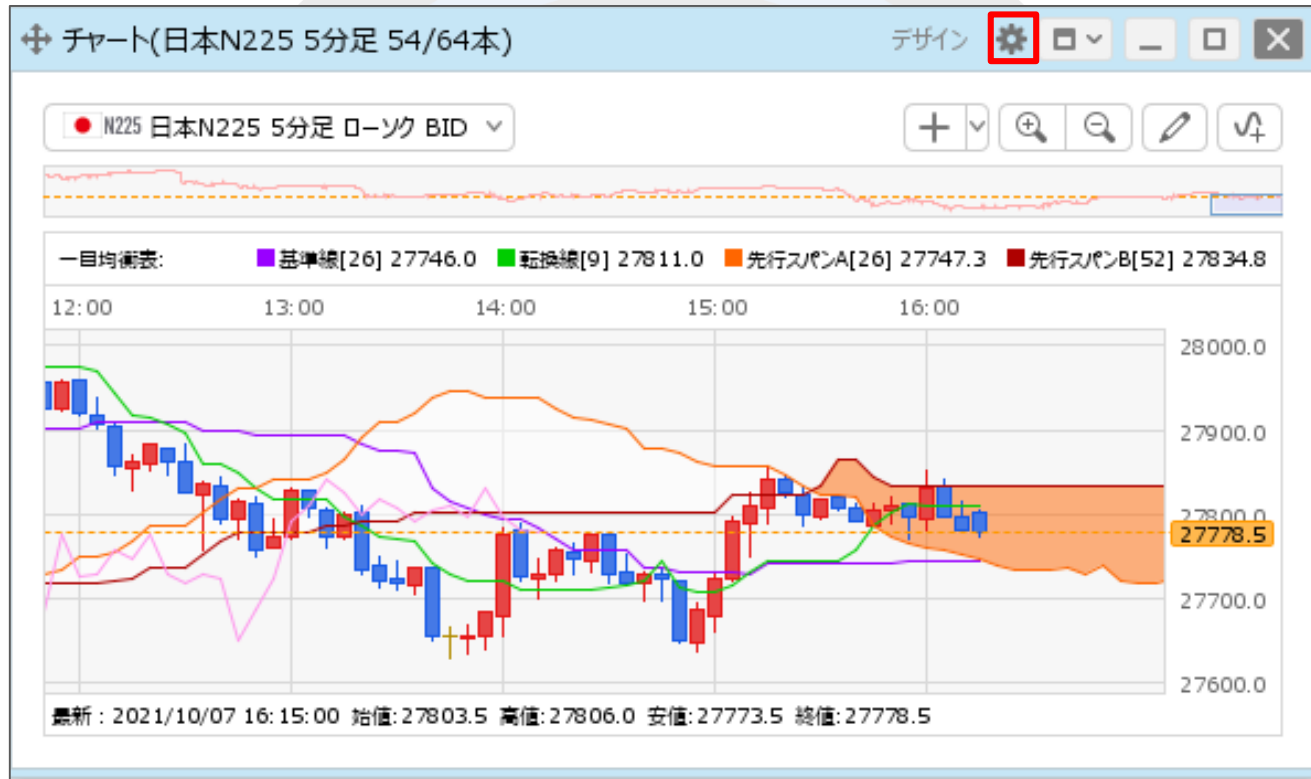 チャート(日本N225 5分足 54/64本) デザイン
N225 日本N225 5分足 ローソク BID
一目均衡表: 基準線[26] 27746.0 転換線[9] 27811.0 先行スパンA[26] 27747.3 先行スパンB[52] 27834.8
12:00 13:00 14:00 15:00 16:00
28000.0
27900.0
27800.0
27778.5
27700.0
27600.0
最新：2021/10/07 16:15:00 始値:27803.5 高値:27806.0 安値:27773.5 終値:27778.5